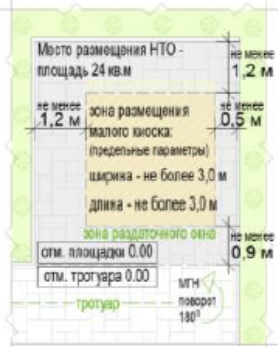 Место размещения НТО -
площадь 24 кв.м
не менее
1,2 м
не менее
1,2 м
зона размещения
малого киоска:
(предельные параметры)
ширина - не более 3,0 м
длина - не более 3,0 м
не менее
0,5 м
зона раздаточного окна
не менее
0,9 м
отм. площадки 0.00
отм. тротуара 0.00
тротуар
МГН
поворот
180⁰